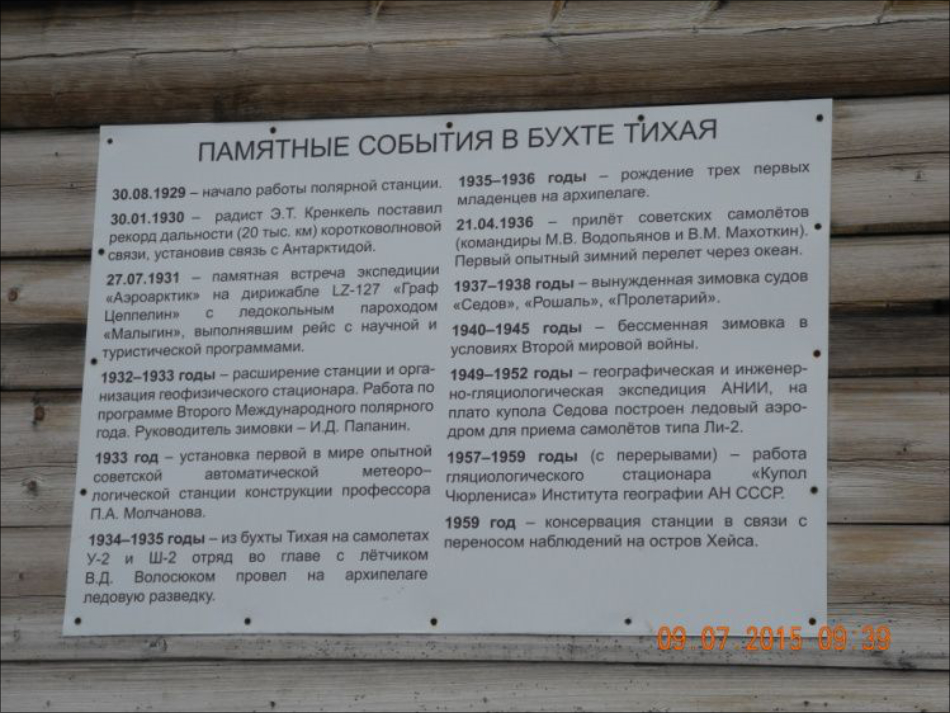 ПАМЯТНЫЕ СОБЫТИЯ В БУХТЕ ТИХАЯ
30.08.1929 – начало работы полярной станции.
30.01.1930 – радист Э.Т. Кренкель поставил
рекорд дальности (20 тыс. км) коротковолновой
связи, установив связь с Антарктидой.
27.07.1931 – памятная встреча экспедиции
«Аэроарктик» на дирижабле LZ-127 «Граф
Цеппелин» с ледокольным пароходом
«Малыгин», выполнявшим рейс с научной и
туристической программами.
1932–1933 годы – расширение станции и орга-
низация геофизического стационара. Работа по
программе Второго Международного полярного
года. Руководитель зимовки – И.Д. Папанин.
1933 год – установка первой в мире опытной
советской автоматической метеоро–
логической станции конструкции профессора
П.А. Молчанова.
1934–1935 годы – из бухты Тихая на самолетах
У-2 и Ш-2 отряд во главе с лётчиком
В.Д. Волосюком провел на архипелаге
ледовую разведку.
1935–1936 годы – рождение трех первых
младенцев на архипелаге.
21.04.1936 – прилёт советских самолётов
(командиры М.В. Водопьянов и В.М. Махоткин).
Первый опытный зимний перелет через океан.
1937–1938 годы – вынужденная зимовка судов
«Седов», «Рошаль», «Пролетарий».
1940–1945 годы – бессменная зимовка в
условиях Второй мировой войны.
1949–1952 годы – географическая и инженер-
но-гляциологическая экспедиция АНИИ, на
плато купола Седова построен ледовый аэро-
дром для приема самолётов типа Ли-2.
1957–1959 годы (с перерывами) – работа
гляциологического стационара «Купол
Чюрлениса» Института географии АН СССР.
1959 год – консервация станции в связи с
переносом наблюдений на остров Хейса.
09.07.2015 09:39